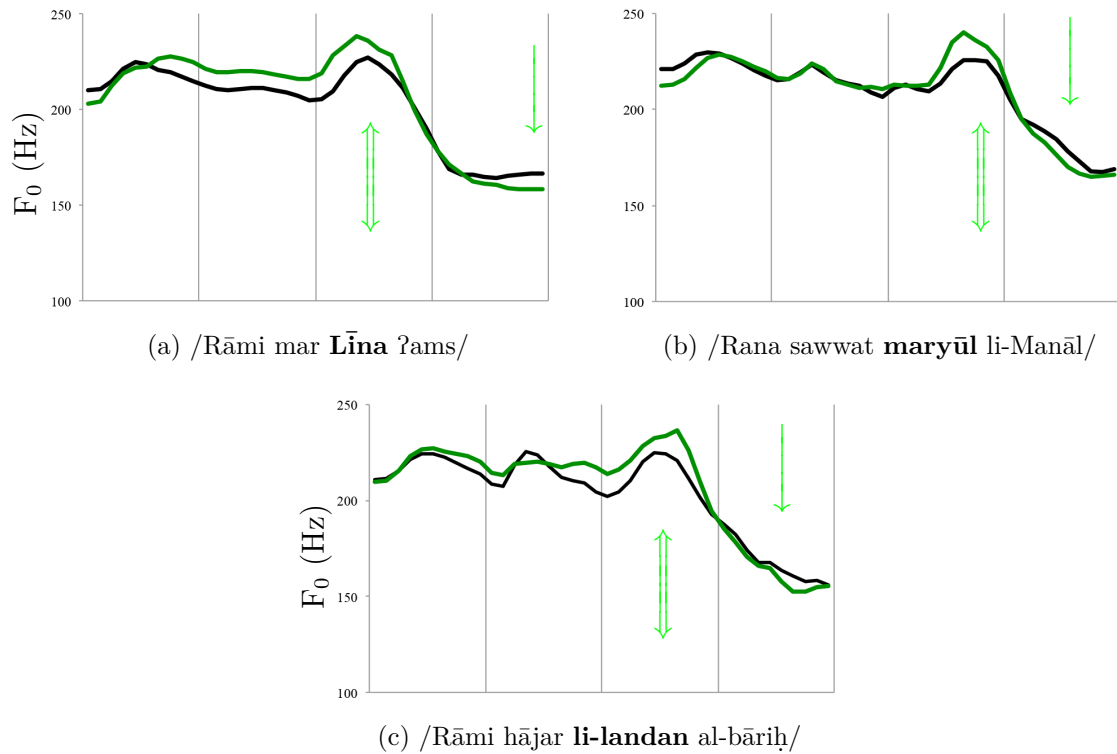 250
200
150
100
F₀ (Hz)
(a) /Rāmi mar Līna ʔams/
250
200
150
100
(b) /Rana sawwat maryūl li-Manāl/
250
200
150
100
F₀ (Hz)
(c) /Rāmi hājar li-landan al-bāriḥ/